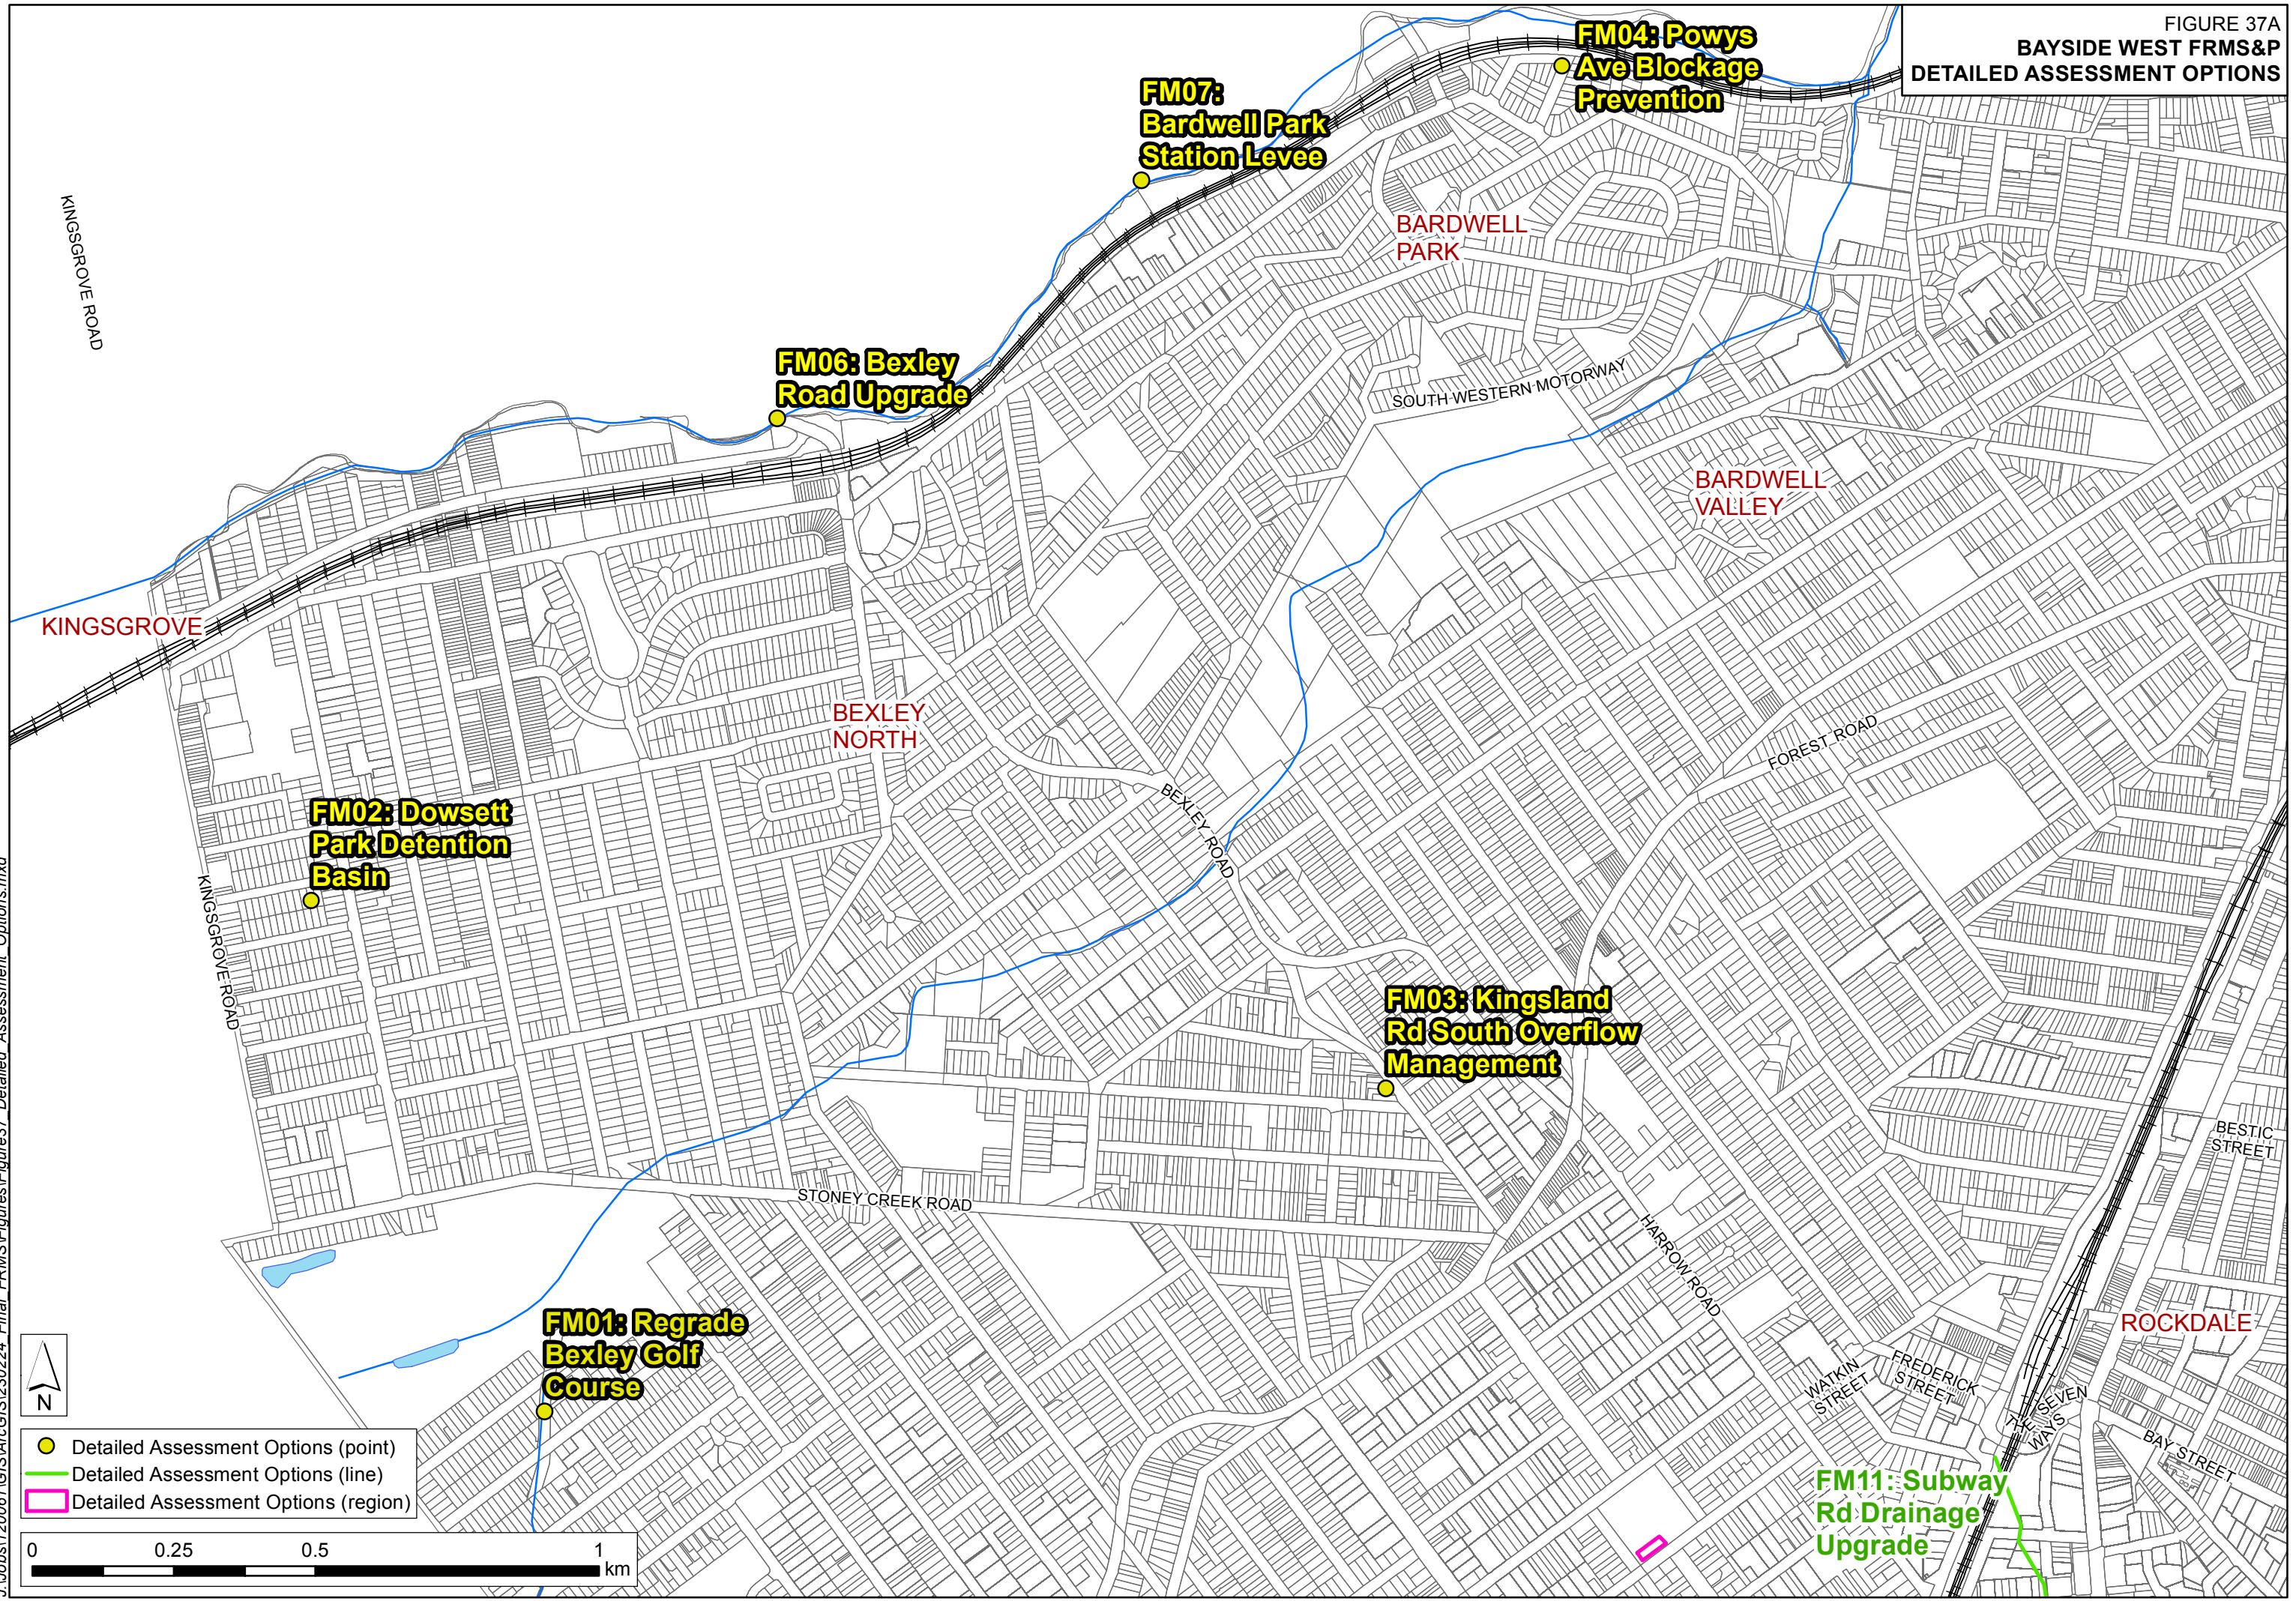 FIGURE 37A
BAYSIDE WEST FRMS&P
DETAILED ASSESSMENT OPTIONS
FM04: Powys
Ave Blockage
Prevention
FM07:
Bardwell Park
Station Levee
KINGSGROVE ROAD
BARDWELL
PARK
FM06: Bexley
Road Upgrade
SOUTH WESTERN MOTORWAY
BARDWELL
VALLEY
KINGSGROVE
BEXLEY
NORTH
FOREST ROAD
BEXLEY ROAD
FM02: Dowsett
Park Detention
Basin
KINGSGROVE ROAD
FM03: Kingsland
Rd South Overflow
Management
BESTIC
STREET
STONEY CREEK ROAD
HARROW ROAD
ROCKDALE
FM01: Regrade
Bexley Golf
Course
WATKIN
STREET
FREDERICK
STREET
THE SEVEN
WAYS
BAY STREET
FM11: Subway
Rd Drainage
Upgrade
N
Detailed Assessment Options (point)
Detailed Assessment Options (line)
Detailed Assessment Options (region)
0 0.25 0.5 1
km